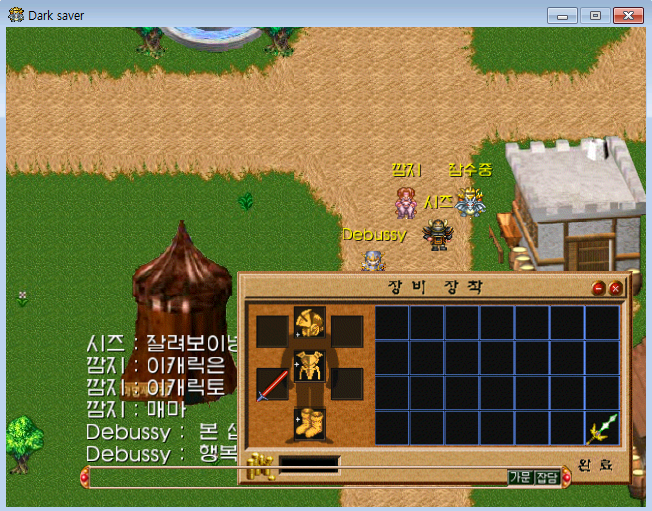 Dark saver
깜지
잠수중
시즈
Debussy
장비 장착
시즈 : 잘려보이넹
깜지 : 이캐릭은
깜지 : 이캐릭토
깜지 : 매마
Debussy : 본 섭
Debussy : 행복
가문 잡담
완료